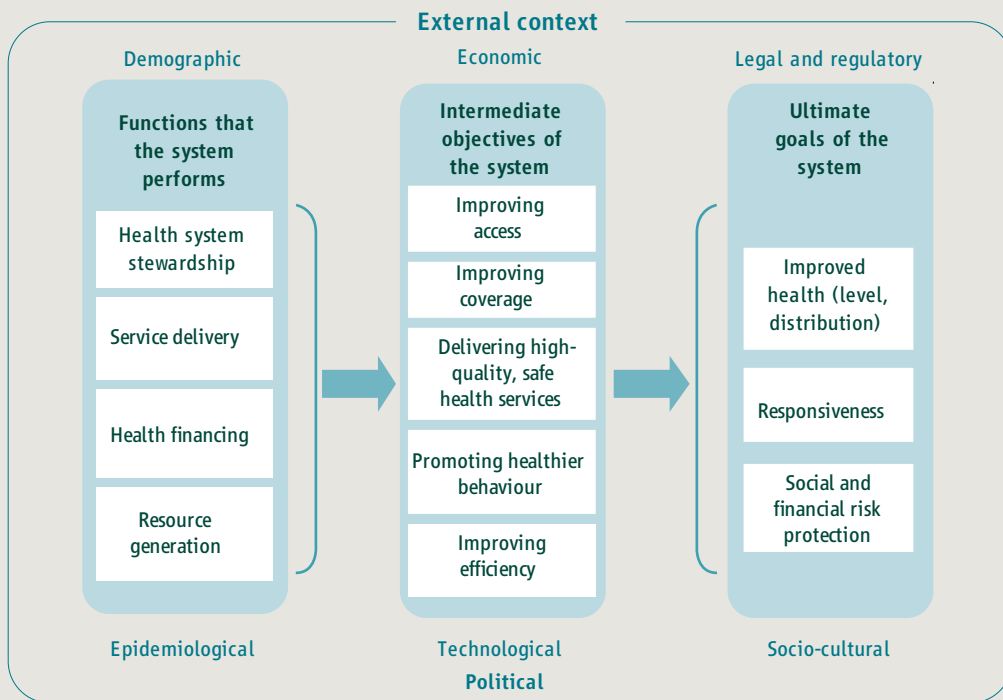 External context
Demographic
Economic
Legal and regulatory
Functions that
the system
performs
Health system
stewardship
Service delivery
Health financing
Resource
generation
Intermediate
objectives of
the system
Improving
access
Improving
coverage
Delivering high-
quality, safe
health services
Promoting healthier
behaviour
Improving
efficiency
Ultimate
goals of the
system
Improved
health (level,
distribution)
Responsiveness
Social and
financial risk
protection
Epidemiological
Technological
Socio-cultural
Political